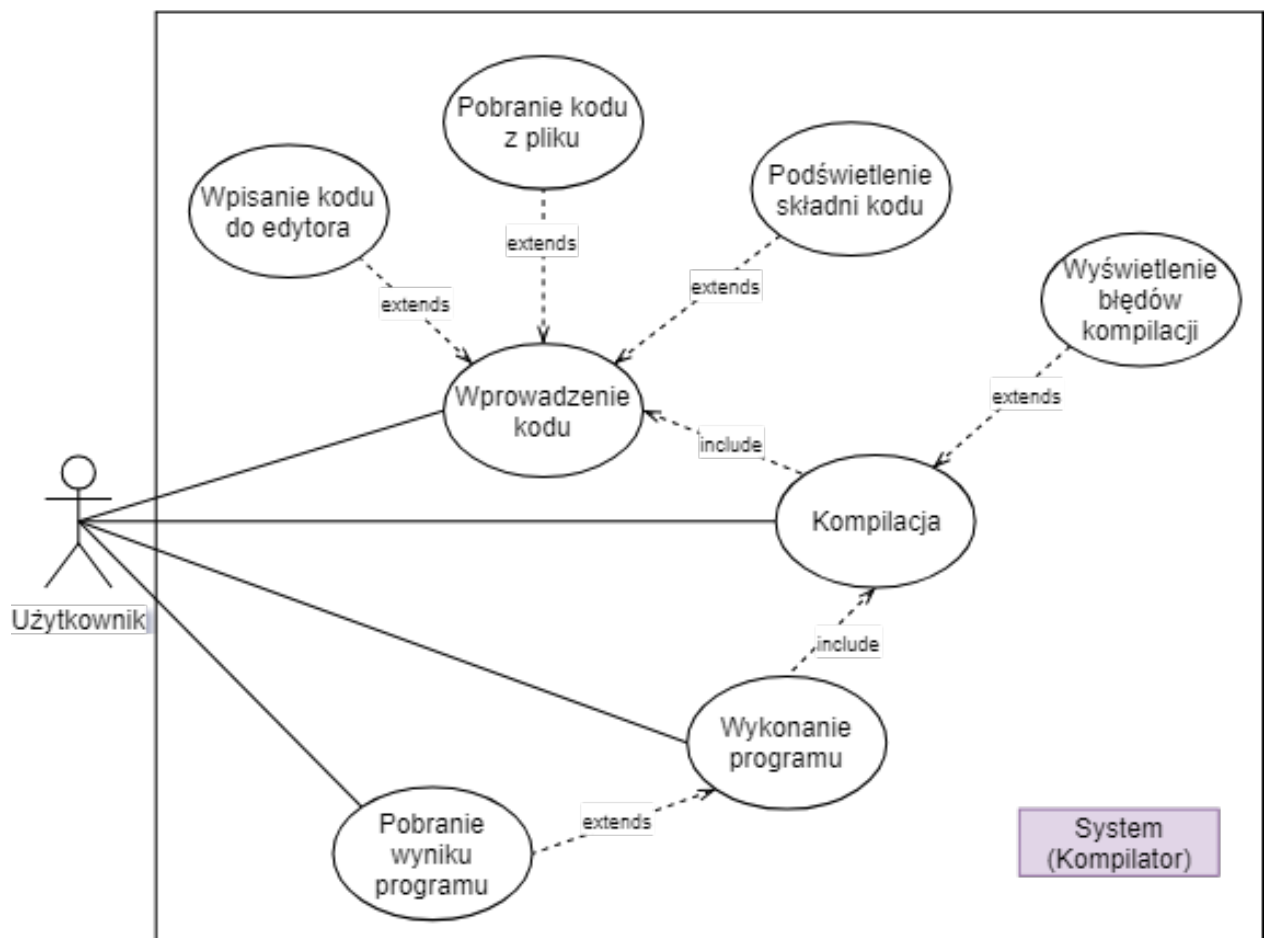 Pobranie kodu
z pliku
Wpisanie kodu
do edytora
Podświetlenie
składni kodu
extends
extends
extends
Wyświetlenie
błędów
kompilacji
extends
Wprowadzenie
kodu
include
Kompilacja
Użytkownik
include
Wykonanie
programu
extends
Pobranie
wyniku
programu
System
(Kompilator)